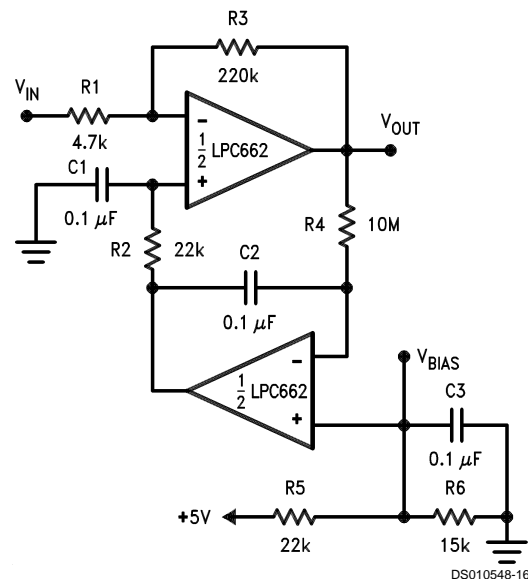 R3
220k
V_IN
R1
4.7k
-
1/2 LPC662
+
V_OUT
C1
0.1 μF
R2
22k
R4
10M
C2
0.1 μF
-
1/2 LPC662
+
V_BIAS
C3
0.1 μF
+5V
R5
22k
R6
15k
DS010548-16